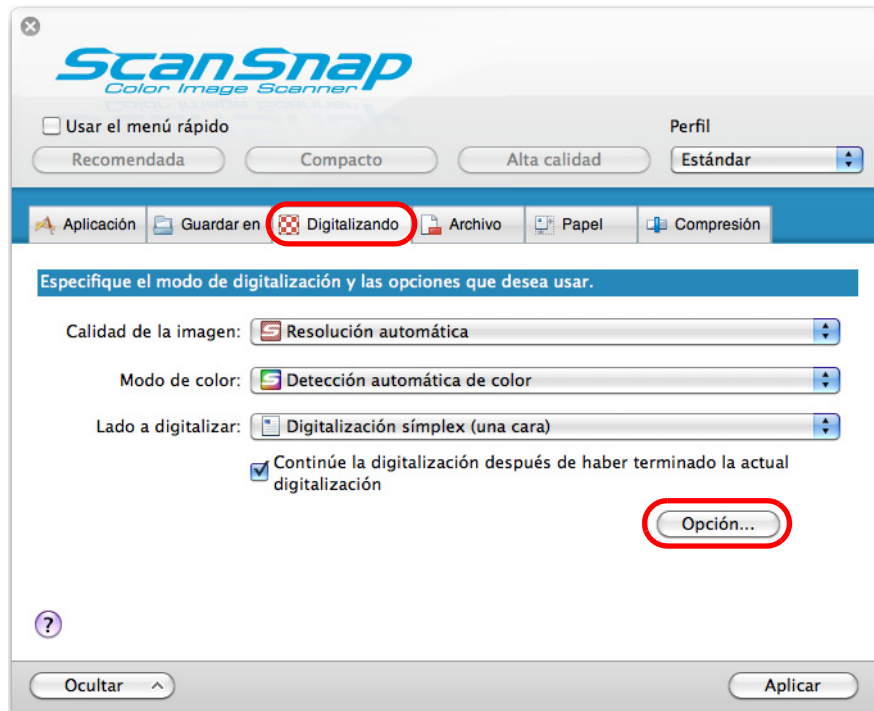 ScanSnap
Color Image Scanner
Usar el menú rápido
Perfil
Recomendada Compacto Alta calidad Estándar
Aplicación Guardar en Digitalizando Archivo Papel Compresión
Especifique el modo de digitalización y las opciones que desea usar.
Calidad de la imagen: Resolución automática
Modo de color: Detección automática de color
Lado a digitalizar: Digitalización símplex (una cara)
Continúe la digitalización después de haber terminado la actual
digitalización
Opción...
?
Ocultar Aplicar